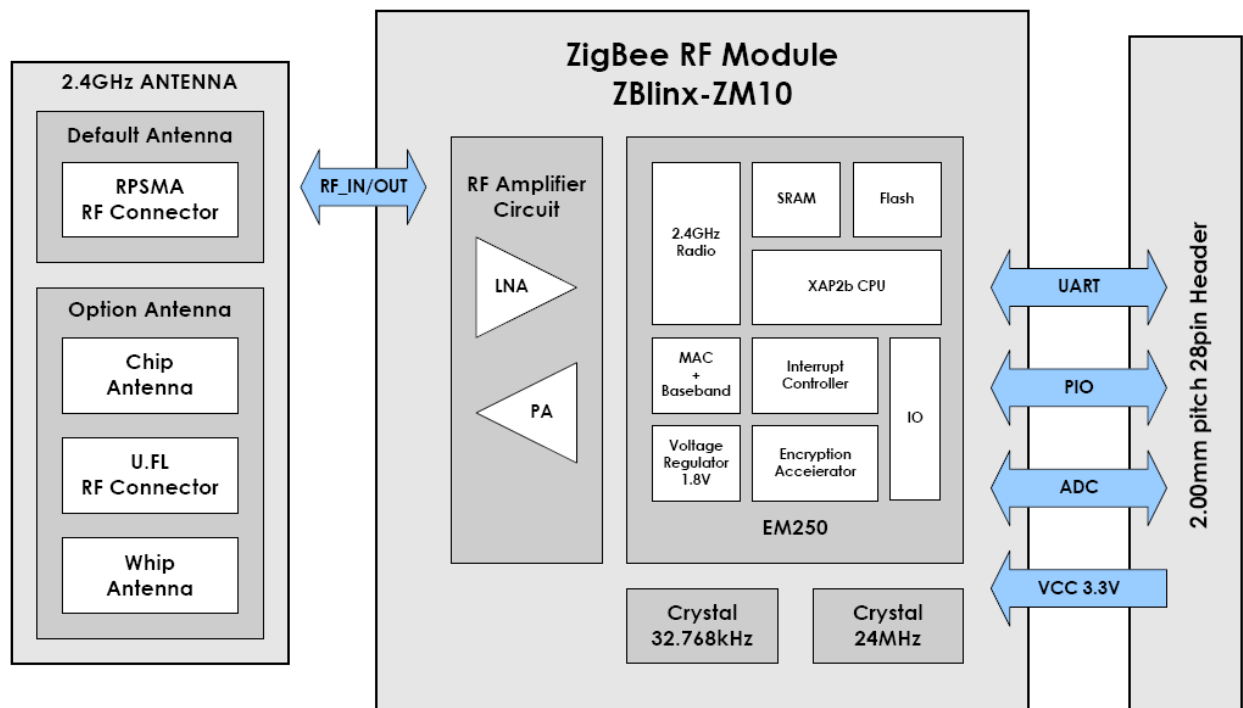 2.4GHz ANTENNA
Default Antenna
RPSMA
RF Connector
Option Antenna
Chip
Antenna
U.FL
RF Connector
Whip
Antenna
RF_IN/OUT
ZigBee RF Module
ZBlinx-ZM10
RF Amplifier
Circuit
LNA
PA
2.4GHz
Radio
SRAM
Flash
XAP2b CPU
MAC
+
Baseband
Interrupt
Controller
IO
Voltage
Regulator
1.8V
Encryption
Acceierator
EM250
Crystal
32.768kHz
Crystal
24MHz
UART
PIO
ADC
VCC 3.3V
2.00mm pitch 28pin Header